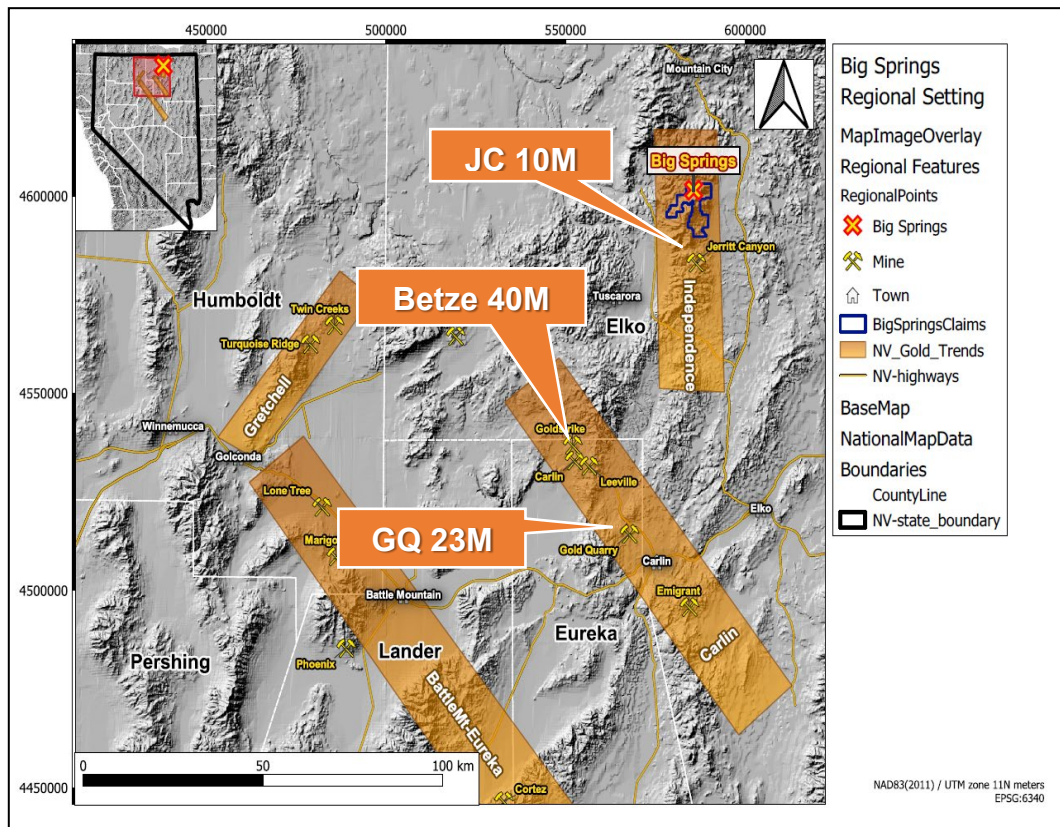 450000
500000
550000
600000
4600000
4550000
4500000
4450000
Mountain City
JC 10M
Big Springs
Jerritt Canyon
Independence
Betze 40M
Tuscarora
Elko
Humboldt
Twin Creeks
Turquoise Ridge
Gretchell
Winnemucca
Golconda
Goldstrike
Carlin
Leeville
Lone Tree
Elko
GQ 23M
Gold Quarry
Carlin
Emigrant
Battle Mountain
Eureka
Carlin
Pershing
Phoenix
Lander
BattleMt-Eureka
Cortez
0
50
100 km
Big Springs
Regional Setting
MapImageOverlay
Regional Features
RegionalPoints
Big Springs
Mine
Town
BigSpringsClaims
NV_Gold_Trends
NV-highways
BaseMap
NationalMapData
Boundaries
CountyLine
NV-state_boundary
NAD83(2011) / UTM zone 11N meters
EPSG:6340